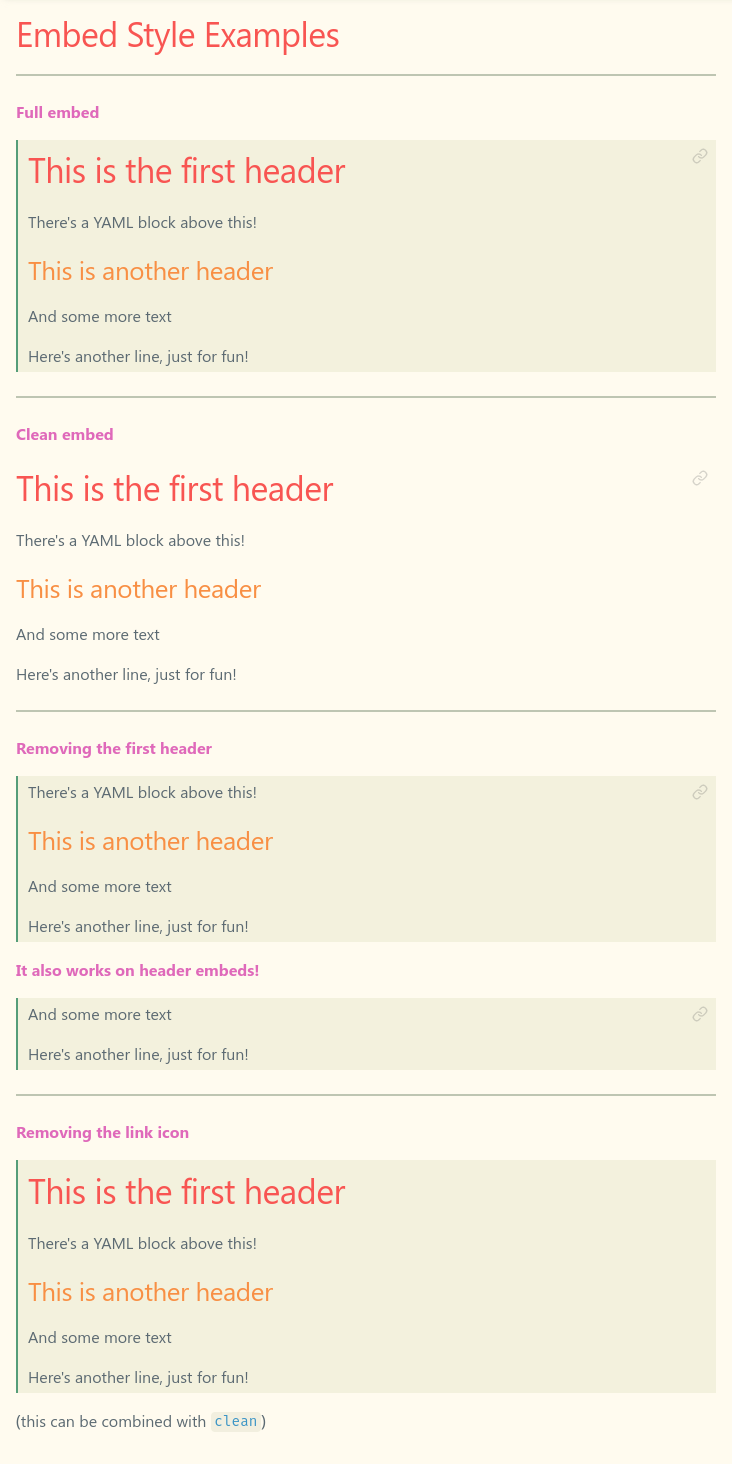 Embed Style Examples
Full embed
This is the first header
There's a YAML block above this!
This is another header
And some more text
Here's another line, just for fun!
Clean embed
This is the first header
There's a YAML block above this!
This is another header
And some more text
Here's another line, just for fun!
Removing the first header
There's a YAML block above this!
This is another header
And some more text
Here's another line, just for fun!
It also works on header embeds!
And some more text
Here's another line, just for fun!
Removing the link icon
This is the first header
There's a YAML block above this!
This is another header
And some more text
Here's another line, just for fun!
(this can be combined with clean)